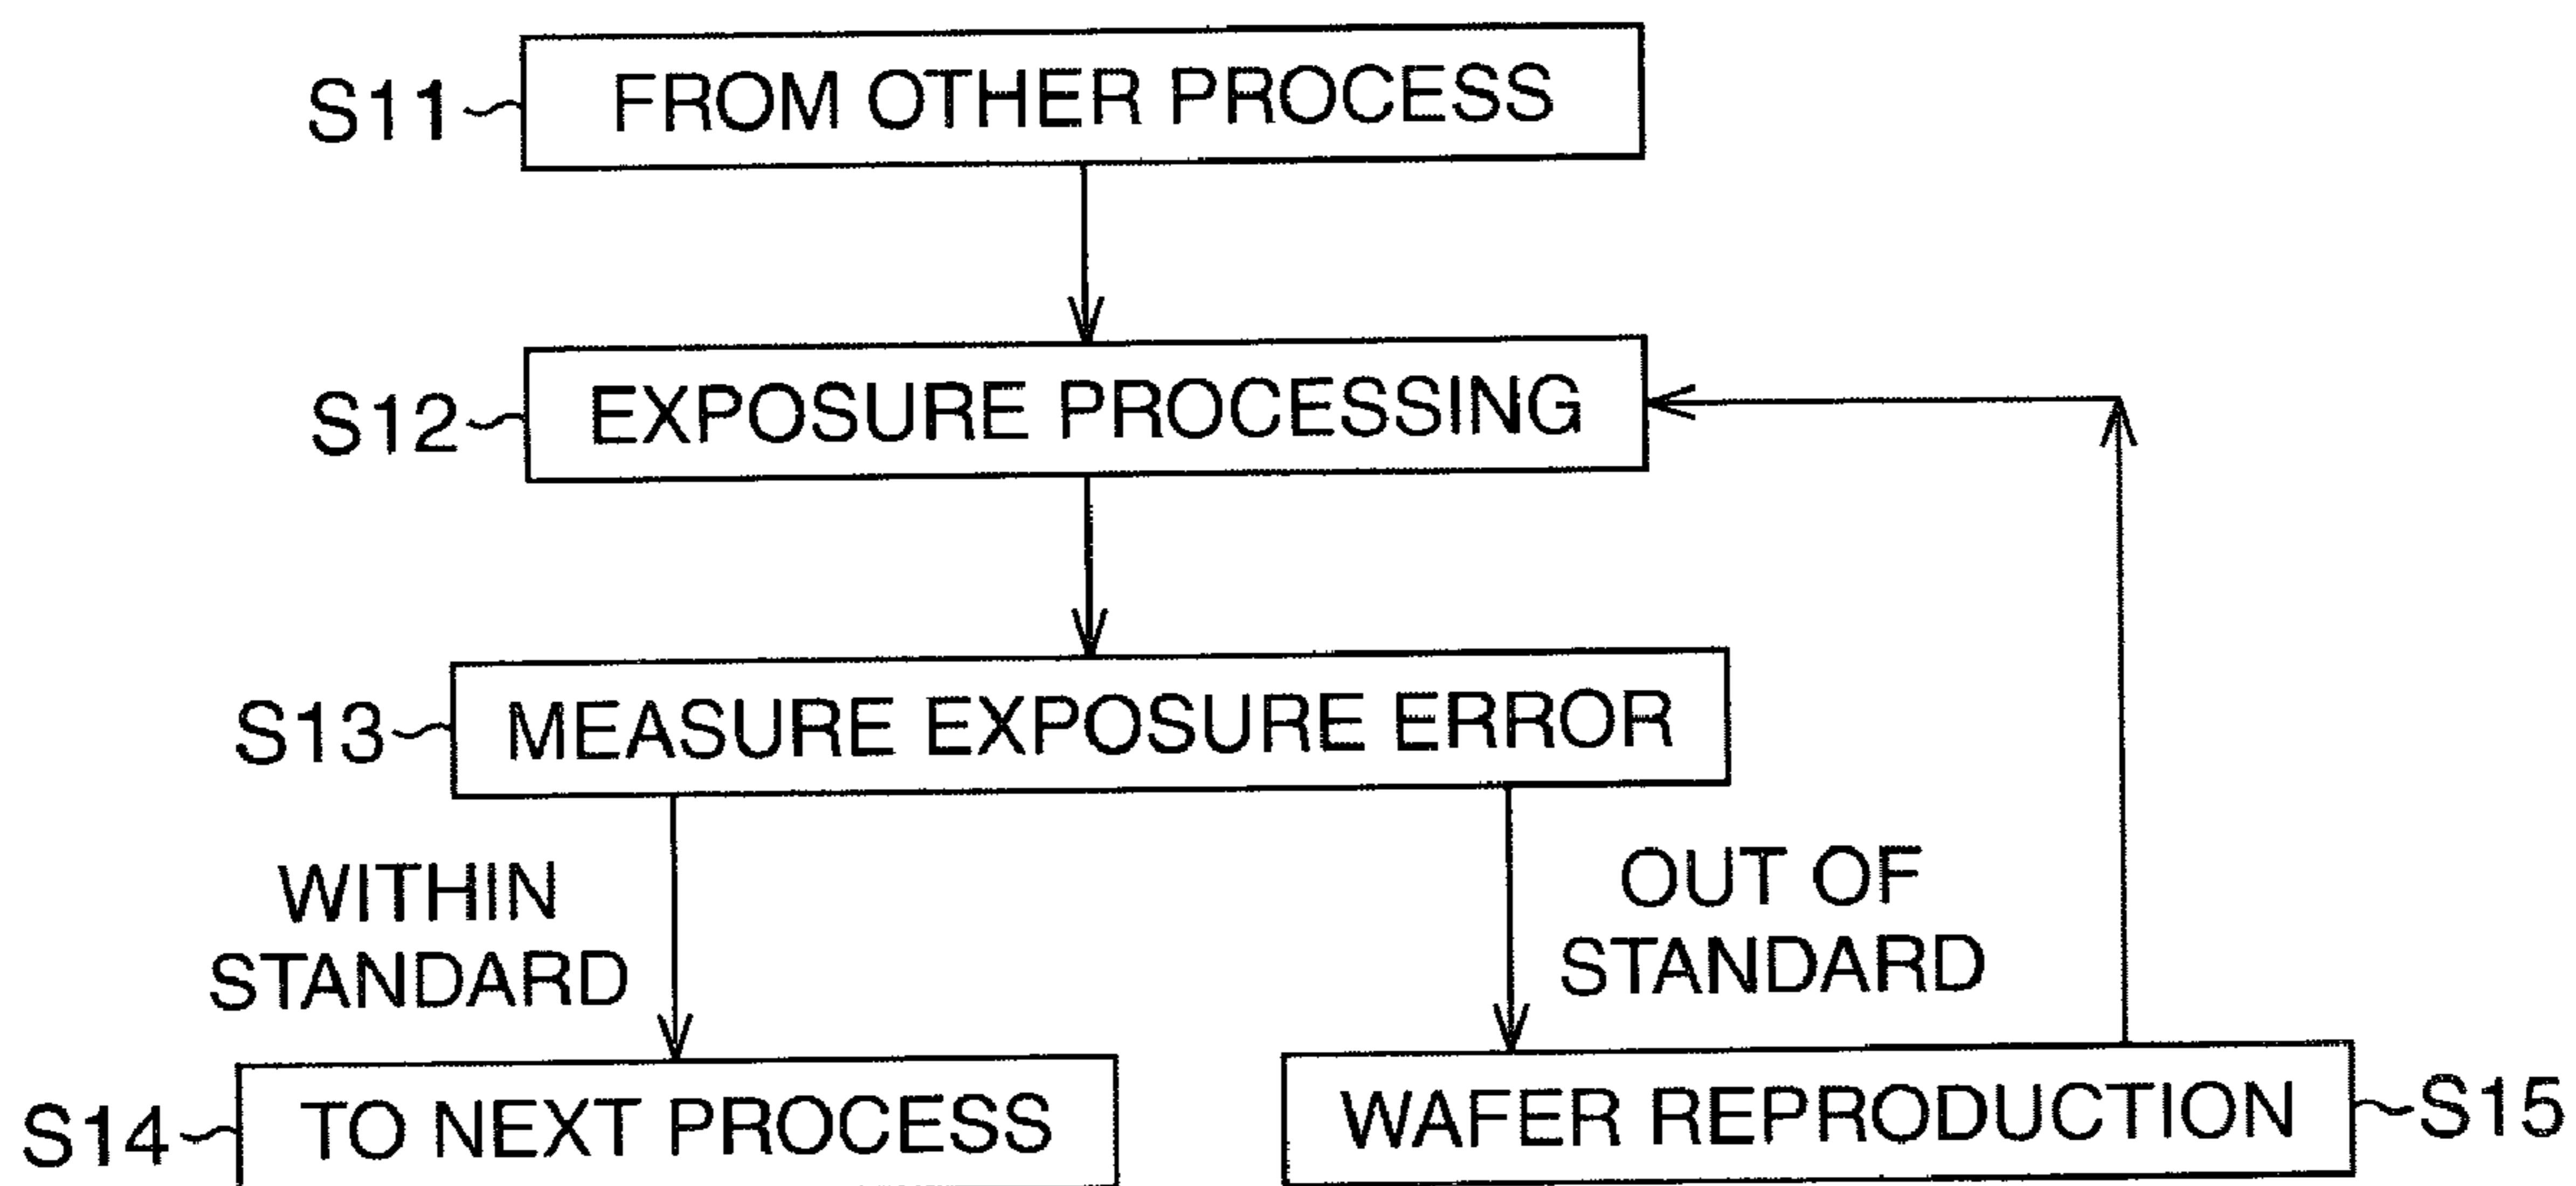 S11 FROM OTHER PROCESS
S12 EXPOSURE PROCESSING
S13 MEASURE EXPOSURE ERROR
WITHIN
STANDARD
OUT OF
STANDARD
S14 TO NEXT PROCESS
WAFER REPRODUCTION S15